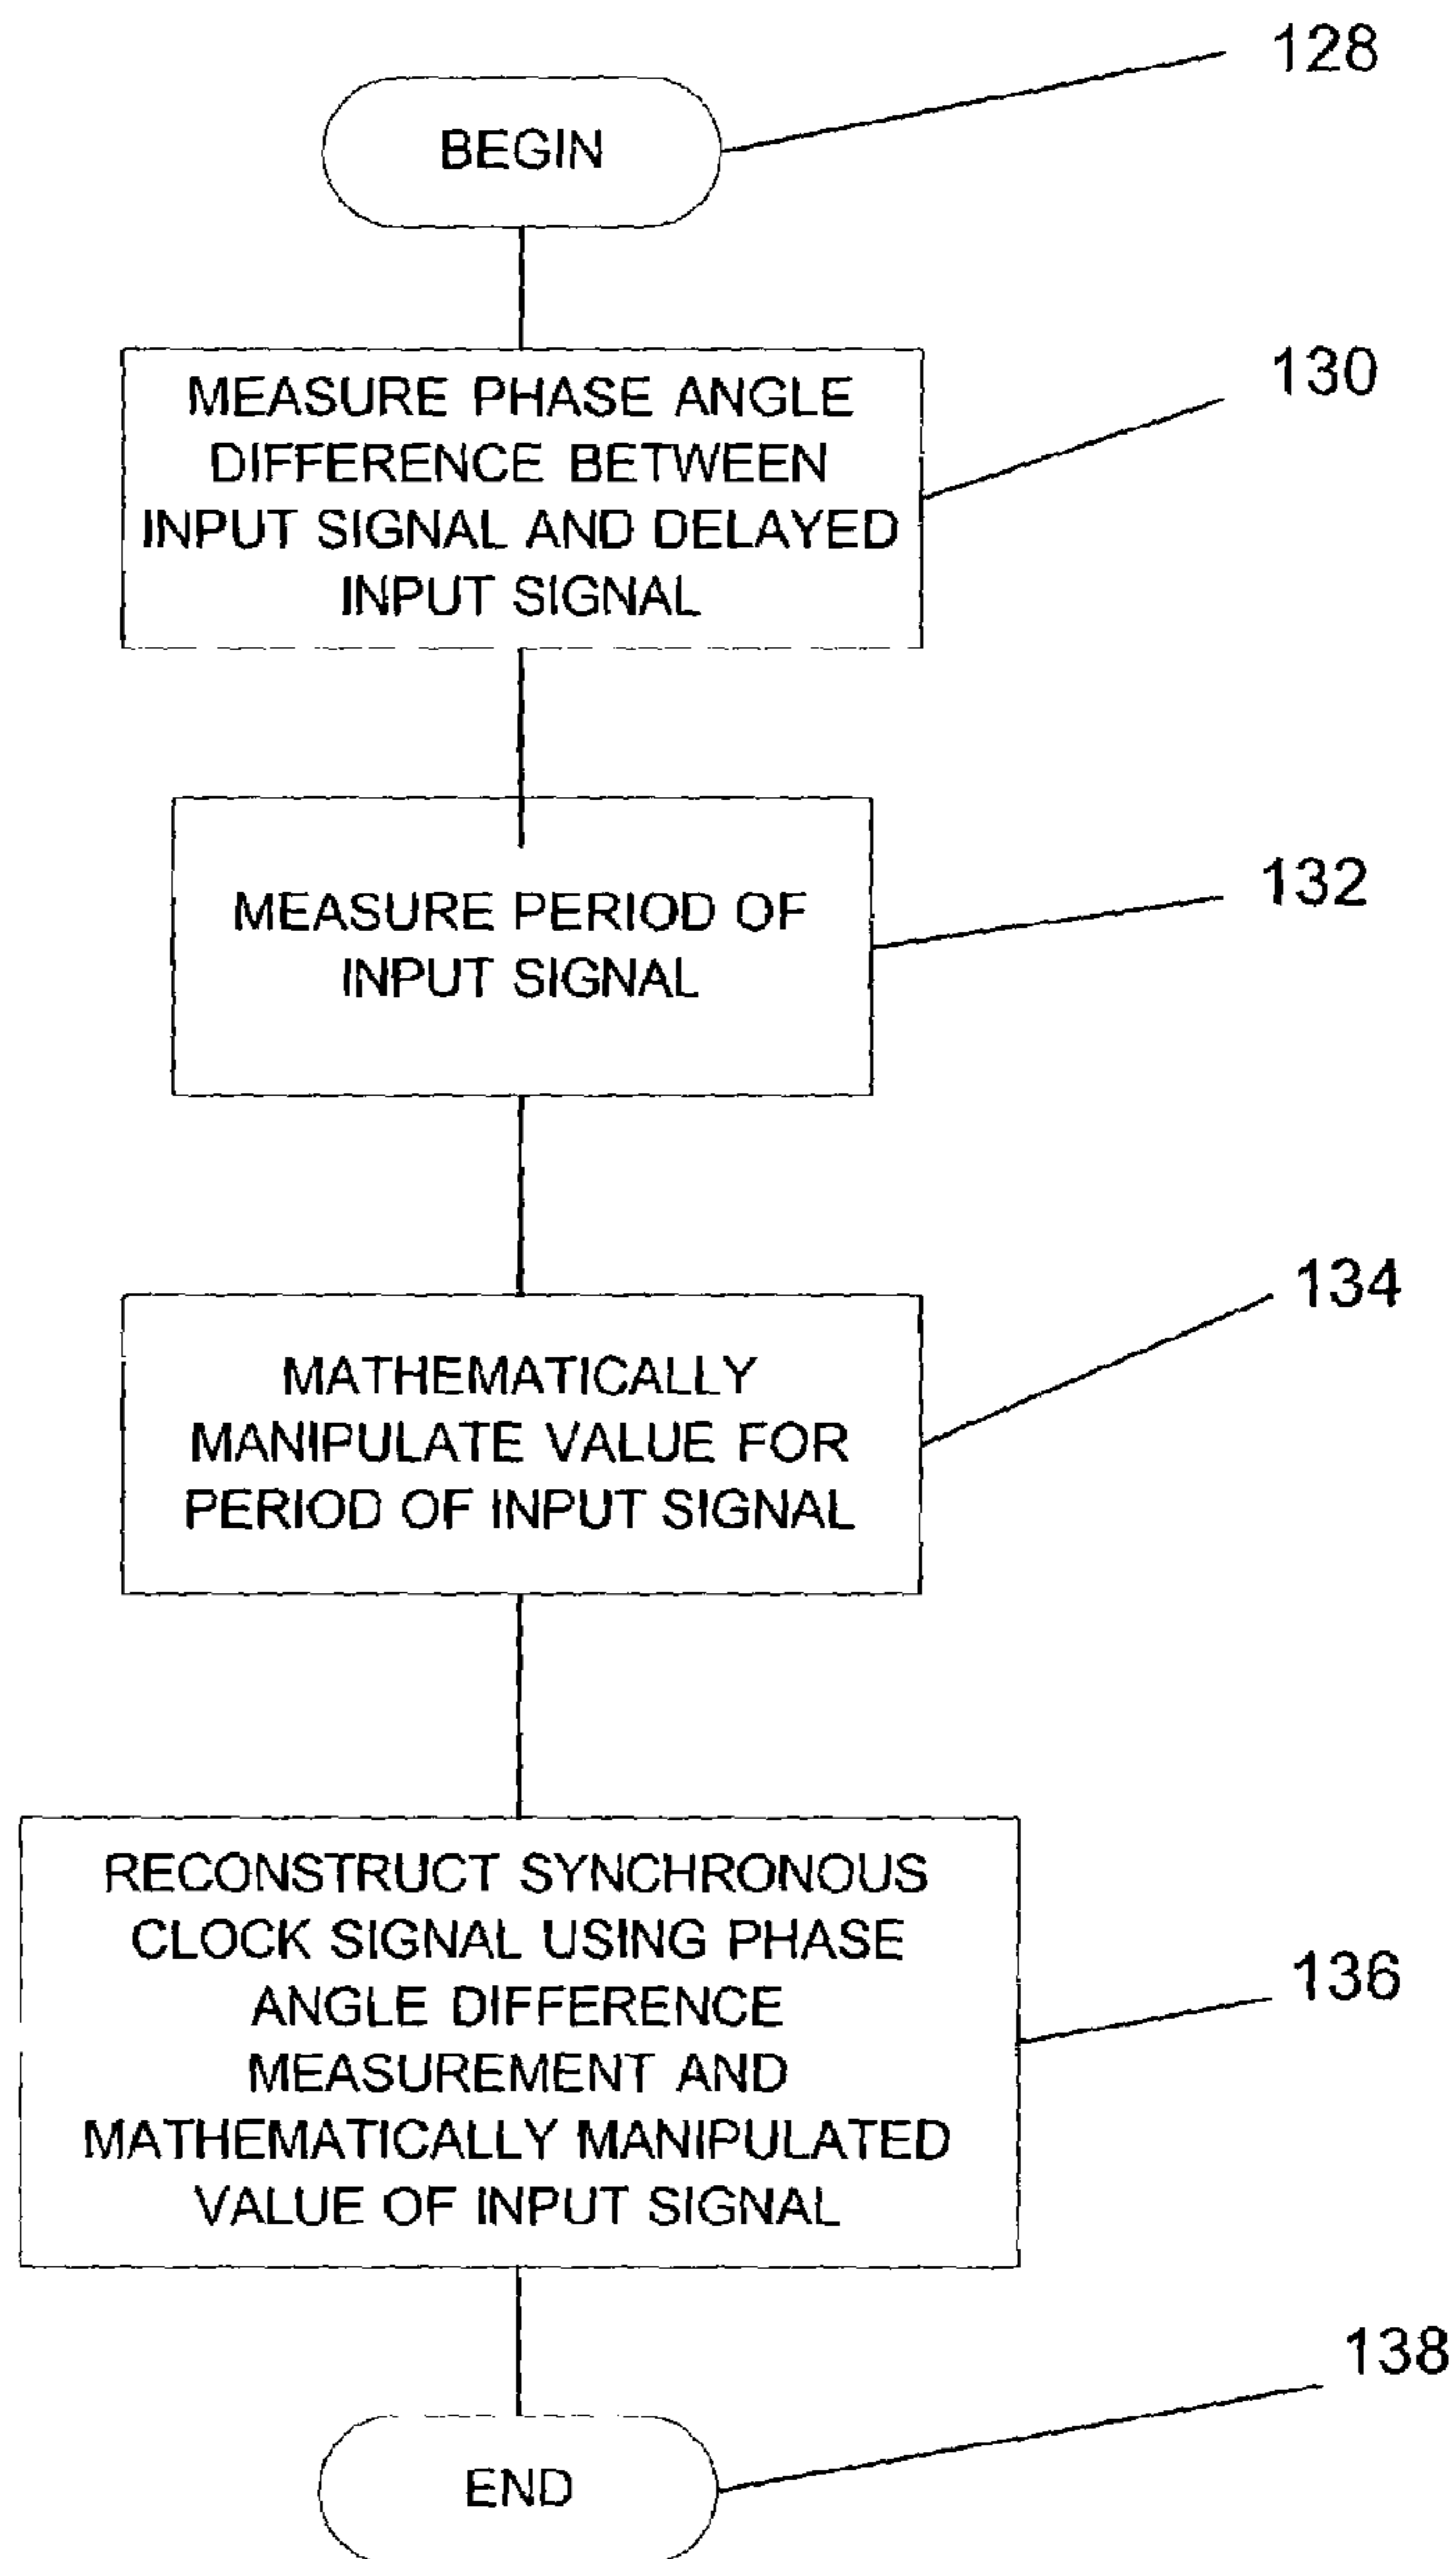 128
BEGIN
130
MEASURE PHASE ANGLE
DIFFERENCE BETWEEN
INPUT SIGNAL AND DELAYED
INPUT SIGNAL
132
MEASURE PERIOD OF
INPUT SIGNAL
134
MATHEMATICALLY
MANIPULATE VALUE FOR
PERIOD OF INPUT SIGNAL
136
RECONSTRUCT SYNCHRONOUS
CLOCK SIGNAL USING PHASE
ANGLE DIFFERENCE
MEASUREMENT AND
MATHEMATICALLY MANIPULATED
VALUE OF INPUT SIGNAL
138
END